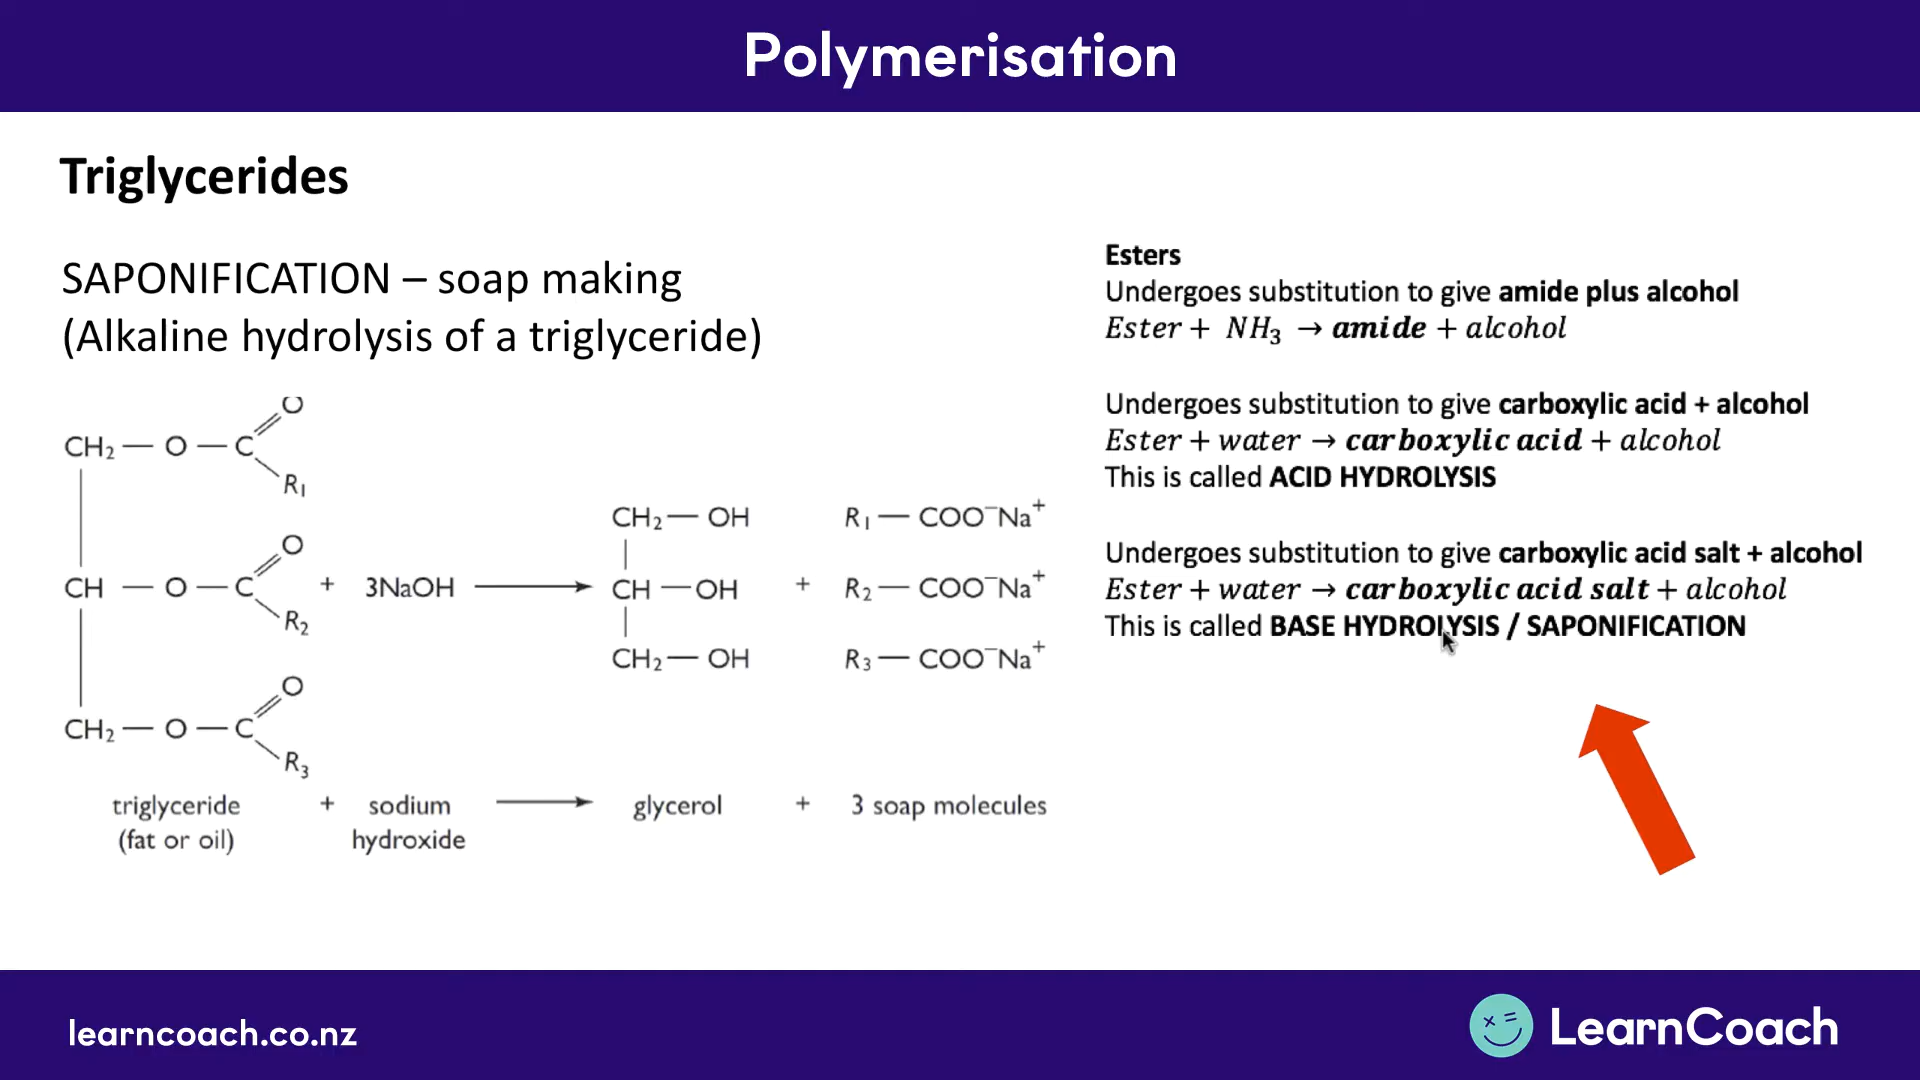 Polymerisation
Triglycerides
SAPONIFICATION – soap making
(Alkaline hydrolysis of a triglyceride)
CH₂ — O — C
O
R₁
CH — O — C
O
R₂
CH₂ — O — C
O
R₃
+ 3NaOH
CH₂ — OH
CH — OH
CH₂ — OH
+
R₁ — COO⁻Na⁺
R₂ — COO⁻Na⁺
R₃ — COO⁻Na⁺
triglyceride + sodium glycerol + 3 soap molecules
(fat or oil) hydroxide
Esters
Undergoes substitution to give amide plus alcohol
Ester + NH₃ → amide + alcohol
Undergoes substitution to give carboxylic acid + alcohol
Ester + water → carboxylic acid + alcohol
This is called ACID HYDROLYSIS
Undergoes substitution to give carboxylic acid salt + alcohol
Ester + water → carboxylic acid salt + alcohol
This is called BASE HYDROLYSIS / SAPONIFICATION
learncoach.co.nz
LearnCoach